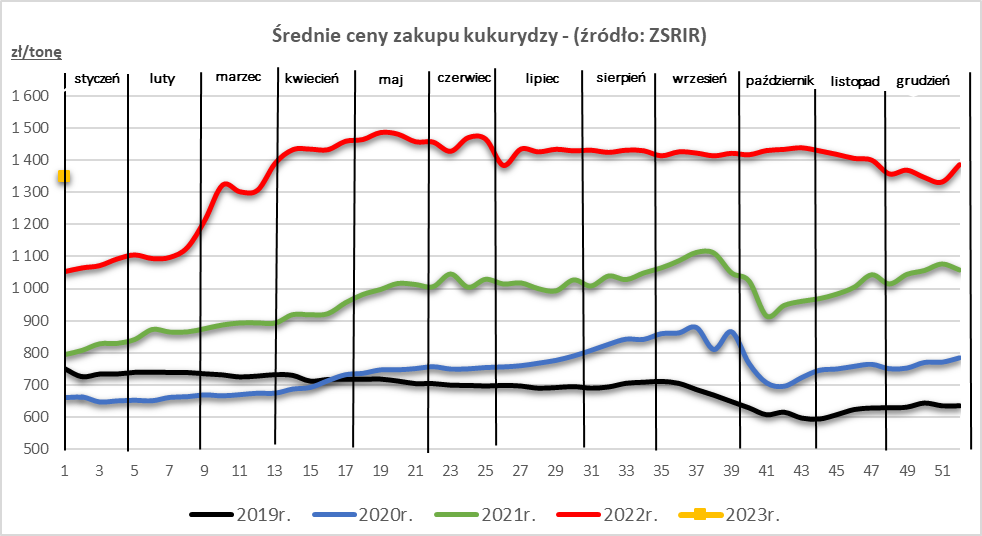 Średnie ceny zakupu kukurydzy - (źródło: ZSRIR)
zł/tonę
styczeń luty marzec kwiecień maj czerwiec lipiec sierpień wrzesień październik listopad grudzień
1 600
1 500
1 400
1 300
1 200
1 100
1 000
900
800
700
600
500
1 3 5 7 9 11 13 15 17 19 21 23 25 27 29 31 33 35 37 39 41 43 45 47 49 51
2019r. 2020r. 2021r. 2022r. 2023r.